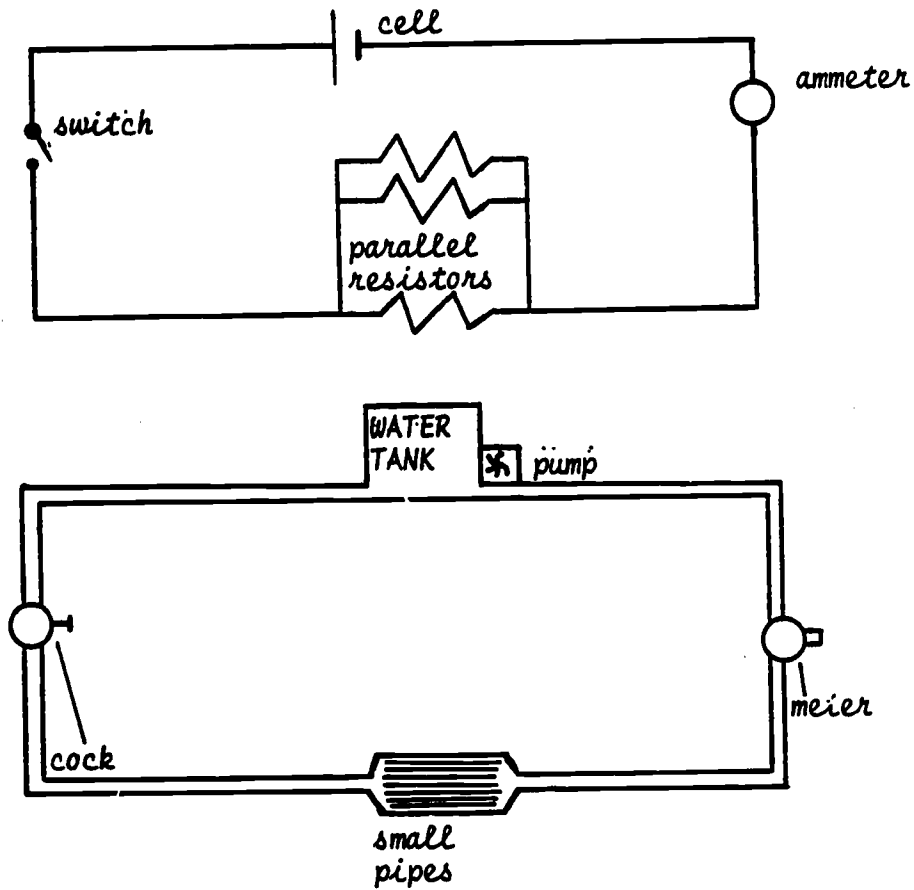 cell
ammeter
switch
parallel
resistors
WATER
TANK
pump
meier
cock
small
pipes